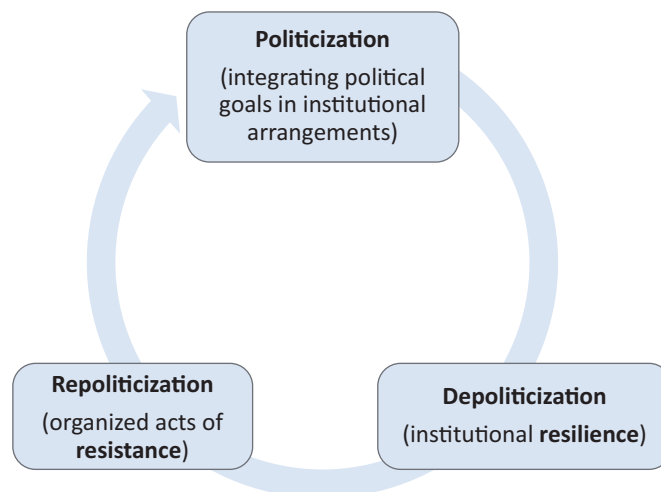 Politicization
(integrating political
goals in institutional
arrangements)
Repoliticization
(organized acts of
resistance)
Depoliticization
(institutional resilience)